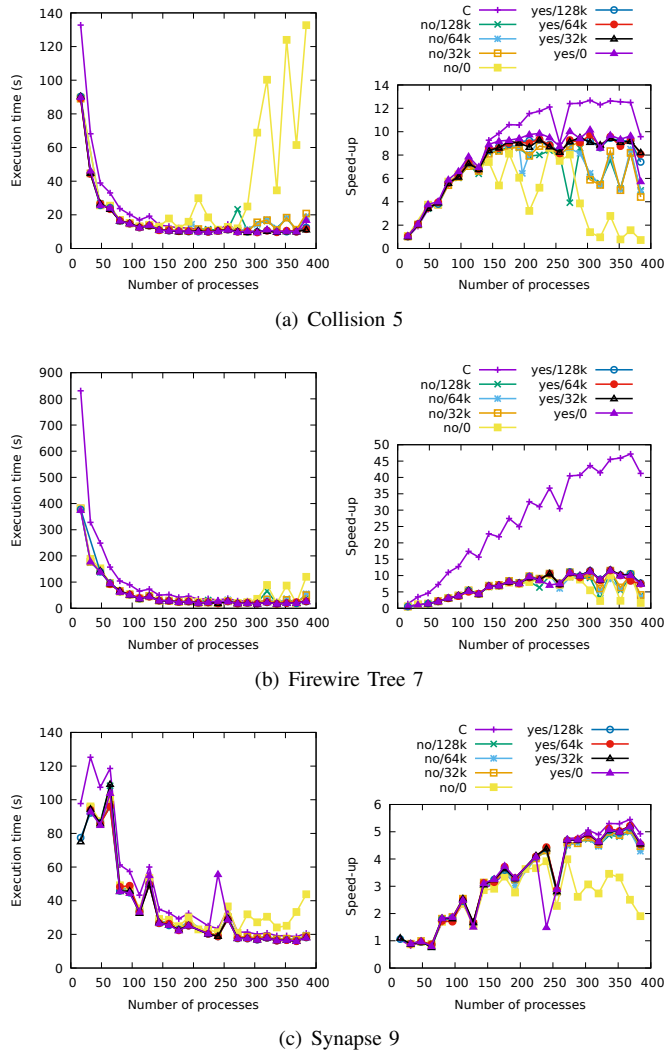 140
120
100
80
60
40
20
0
Execution time (s)
0 50 100 150 200 250 300 350 400
Number of processes
C
no/128k
no/64k
no/32k
no/0
yes/128k
yes/64k
yes/32k
yes/0
14
12
10
8
6
4
2
0
Speed-up
0 50 100 150 200 250 300 350 400
Number of processes
(a) Collision 5
900
800
700
600
500
400
300
200
100
0
Execution time (s)
0 50 100 150 200 250 300 350 400
Number of processes
C
no/128k
no/64k
no/32k
no/0
yes/128k
yes/64k
yes/32k
yes/0
50
45
40
35
30
25
20
15
10
5
0
Speed-up
0 50 100 150 200 250 300 350 400
Number of processes
(b) Firewire Tree 7
140
120
100
80
60
40
20
0
Execution time (s)
0 50 100 150 200 250 300 350 400
Number of processes
C
no/128k
no/64k
no/32k
no/0
yes/128k
yes/64k
yes/32k
yes/0
6
5
4
3
2
1
0
Speed-up
0 50 100 150 200 250 300 350 400
Number of processes
(c) Synapse 9